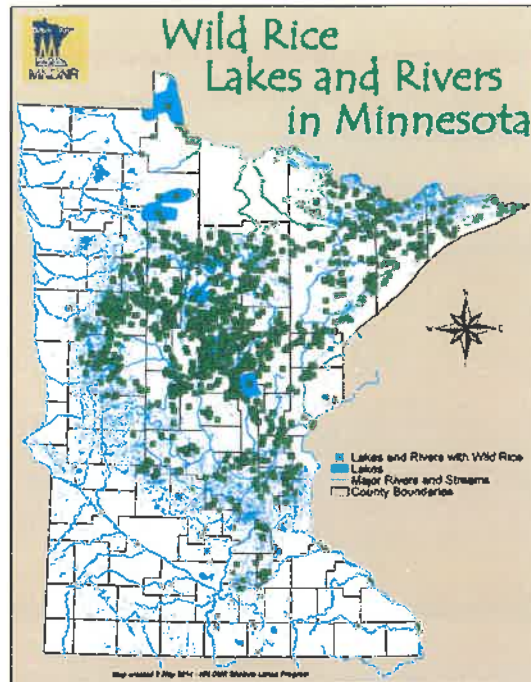 MNDNR
Wild Rice
Lakes and Rivers
in Minnesota
Lakes and Rivers with Wild Rice
Lakes
Major Rivers and Streams
County Boundaries